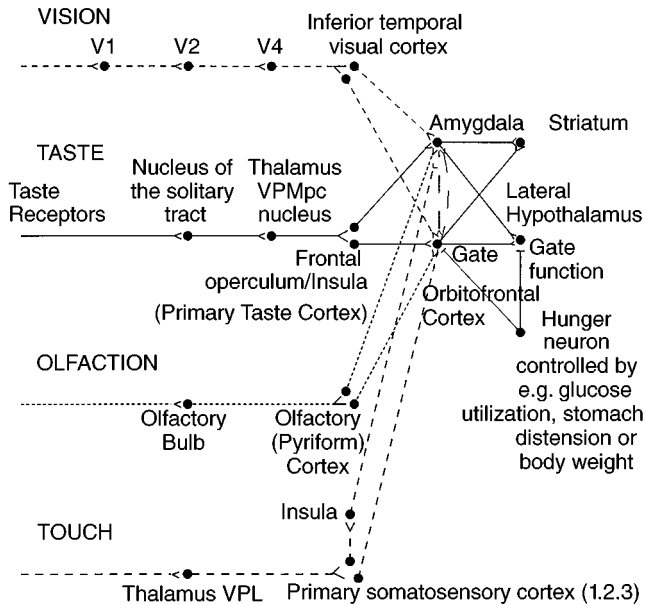 VISION
V1
V2
V4
Inferior temporal
visual cortex
Amygdala
Striatum
TASTE
Taste
Receptors
Nucleus of
the solitary
tract
Thalamus
VPMpc
nucleus
Frontal
operculum/Insula
(Primary Taste Cortex)
Gate
Orbitofrontal
Cortex
Lateral
Hypothalamus
Gate
function
Hunger
neuron
controlled by
e.g. glucose
utilization, stomach
distension or
body weight
OLFACTION
Olfactory
Bulb
Olfactory
(Pyriform)
Cortex
TOUCH
Thalamus VPL
Insula
Primary somatosensory cortex (1.2.3)